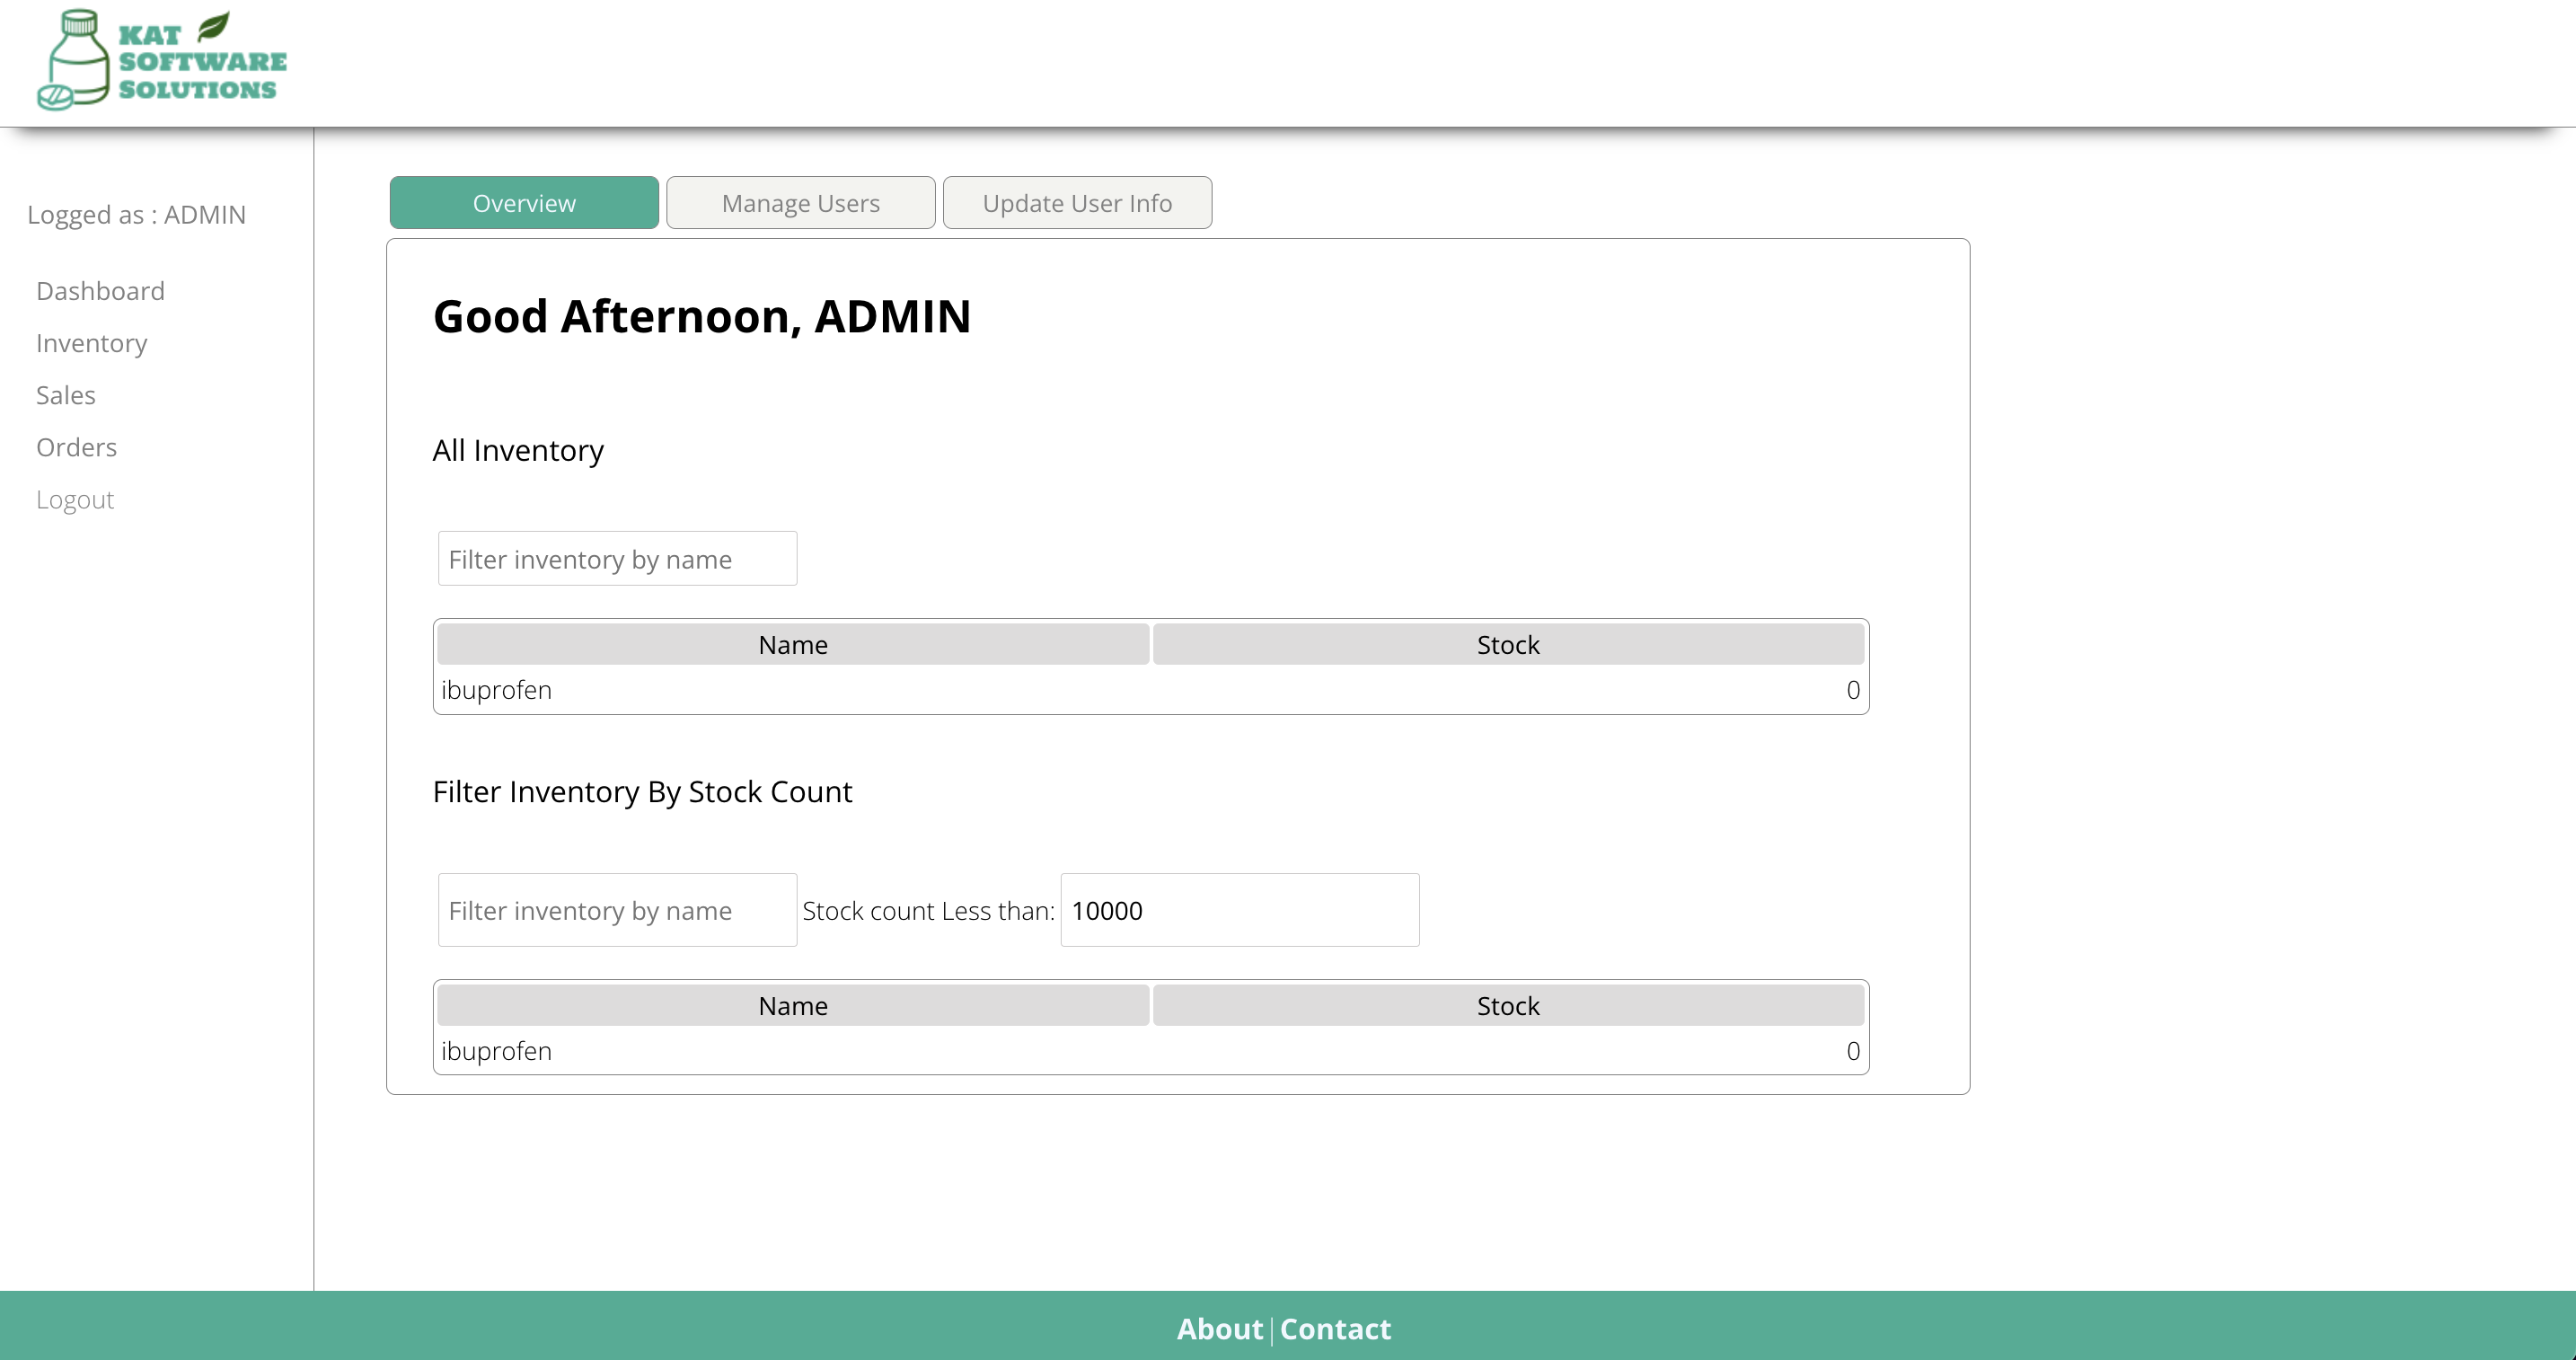 KAT
SOFTWARE
SOLUTIONS
Logged as : ADMIN
Dashboard
Inventory
Sales
Orders
Logout
Overview
Manage Users
Update User Info
Good Afternoon, ADMIN
All Inventory
Filter inventory by name
Name Stock
ibuprofen 0
Filter Inventory By Stock Count
Filter inventory by name Stock count Less than: 10000
Name Stock
ibuprofen 0
About | Contact